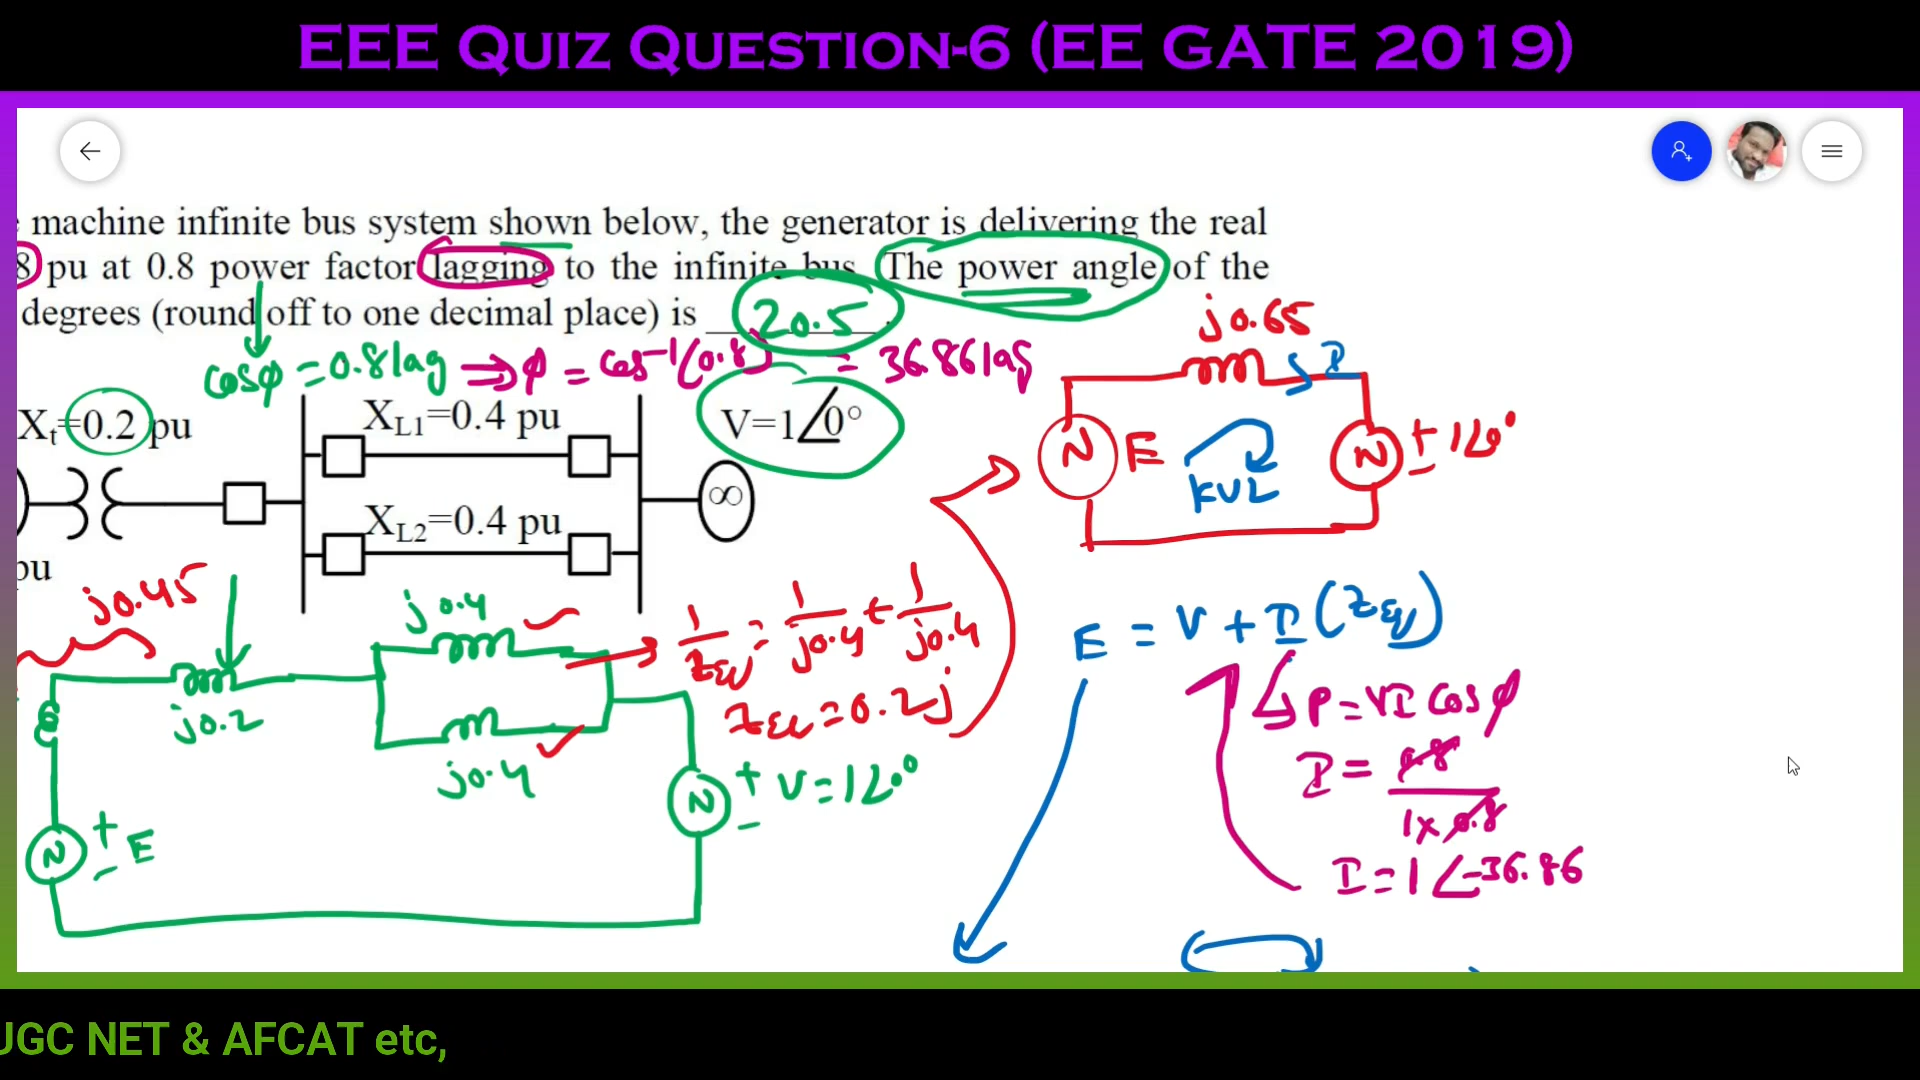 EEE QUIZ QUESTION-6 (EE GATE 2019)
machine infinite bus system shown below, the generator is delivering the real
8 pu at 0.8 power factor lagging to the infinite bus. The power angle of the
degrees (round off to one decimal place) is 20.5
cosφ = 0.8 lag ⇒ φ = cos⁻¹(0.8) = 36.86 lag
j0.65
I
Xt=0.2 pu
XL1=0.4 pu
V=1∠0°
N E
KVL
N + - 1∠0°
XL2=0.4 pu
∞
pu
j0.45
j0.4
1/Zeq = 1/j0.4 + 1/j0.4
Zeq = 0.2j
E = V + I (Zeq)
P = VI cosφ
j0.2
j0.4
I = 0.8 / 1x0.8
N + - V = 1∠0°
N + - E
I = 1∠-36.86
UGC NET & AFCAT etc,